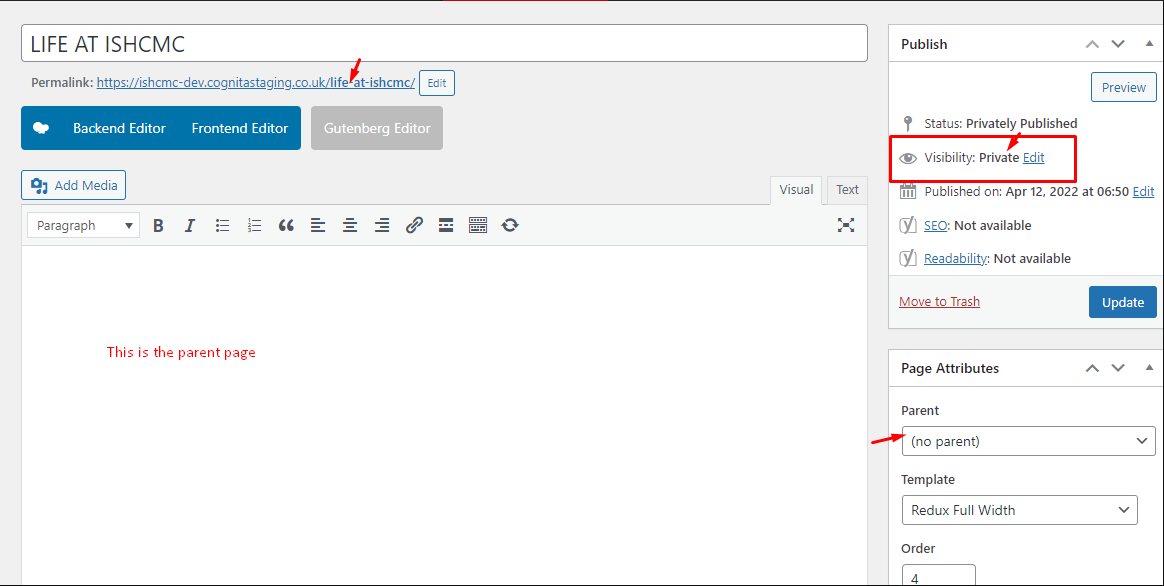 LIFE AT ISHCMC
Permalink: https://ishcmc-dev.cognitastaging.co.uk/life-at-ishcmc/ Edit
Backend Editor Frontend Editor Gutenberg Editor
Add Media
Visual Text
Paragraph B I
This is the parent page
Publish
Preview
Status: Privately Published
Visibility: Private Edit
Published on: Apr 12, 2022 at 06:50 Edit
SEO: Not available
Readability: Not available
Move to Trash Update
Page Attributes
Parent
(no parent)
Template
Redux Full Width
Order
4